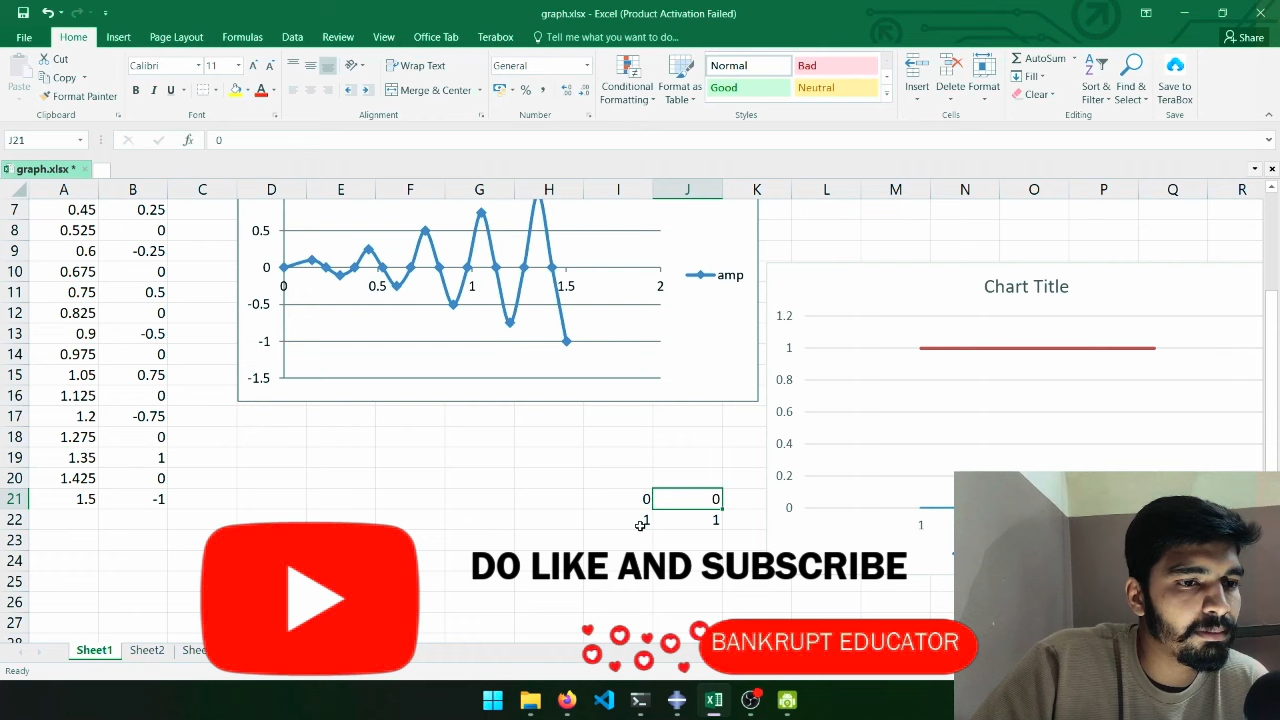 graph.xlsx - Excel (Product Activation Failed)
File Home Insert Page Layout Formulas Data Review View Office Tab Terabox Tell me what you want to do... Share
Paste
Cut
Copy
Format Painter
Clipboard
Calibri 11
B I U
Font
Wrap Text
Merge & Center
Alignment
General
%
Number
Conditional Formatting
Format as Table
Normal Bad
Good Neutral
Styles
Insert Delete Format
Cells
AutoSum
Fill
Clear
Sort & Filter
Find & Select
Editing
Save to TeraBox
Save
J21 fx 0
graph.xlsx *
A B C D E F G H I J K L M N O P Q R
7 0.45 0.25
8 0.525 0
9 0.6 -0.25
10 0.675 0
11 0.75 0.5
12 0.825 0
13 0.9 -0.5
14 0.975 0
15 1.05 0.75
16 1.125 0
17 1.2 -0.75
18 1.275 0
19 1.35 1
20 1.425 0
21 1.5 -1 0 0
22 1 1
23
24
25
26
27
28
0.5
0
-0.5
-1
-1.5
0 0.5 1 1.5 2
amp
Chart Title
1.2
1
0.8
0.6
0.4
0.2
0
1
DO LIKE AND SUBSCRIBE
BANKRUPT EDUCATOR
Sheet1 Sheet2
Ready